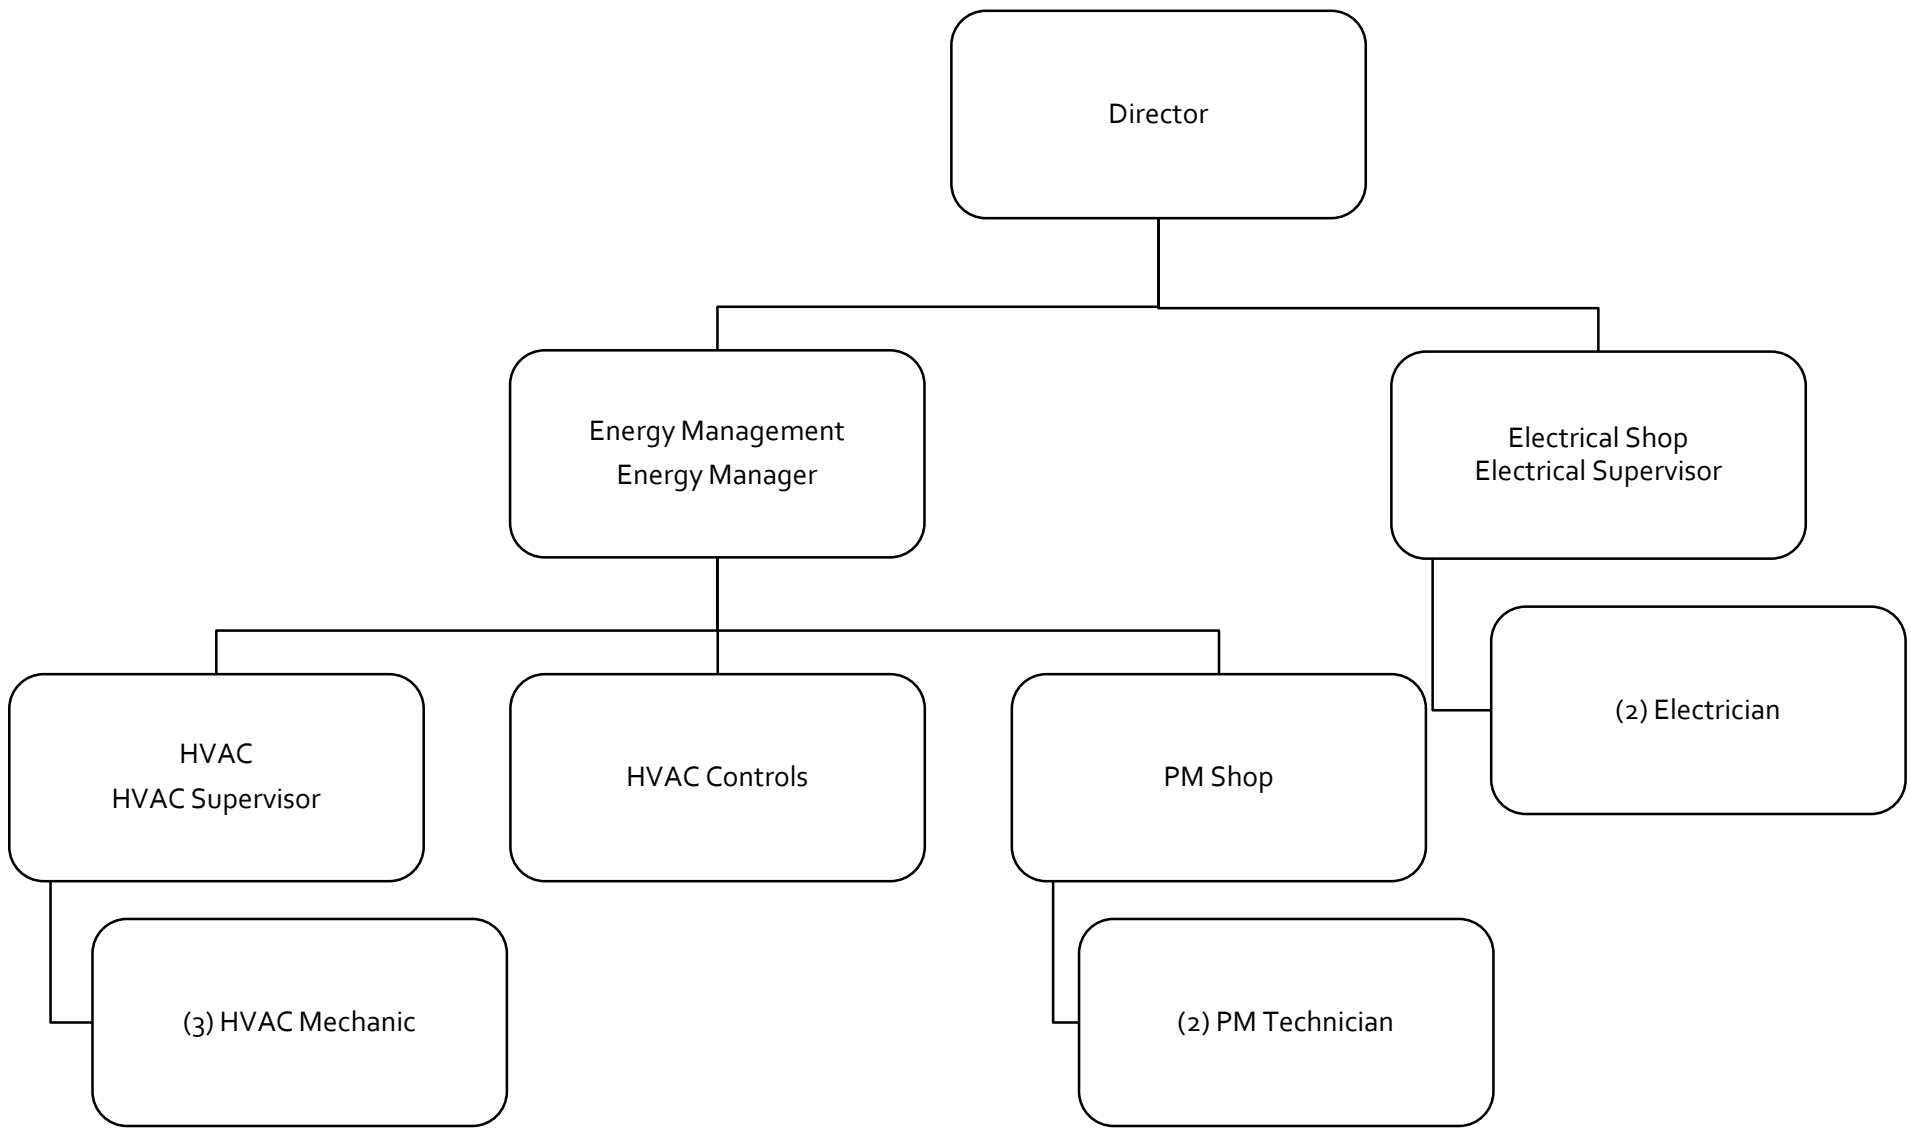 Director
Energy Management
Energy Manager
Electrical Shop
Electrical Supervisor
(2) Electrician
HVAC
HVAC Supervisor
HVAC Controls
PM Shop
(3) HVAC Mechanic
(2) PM Technician